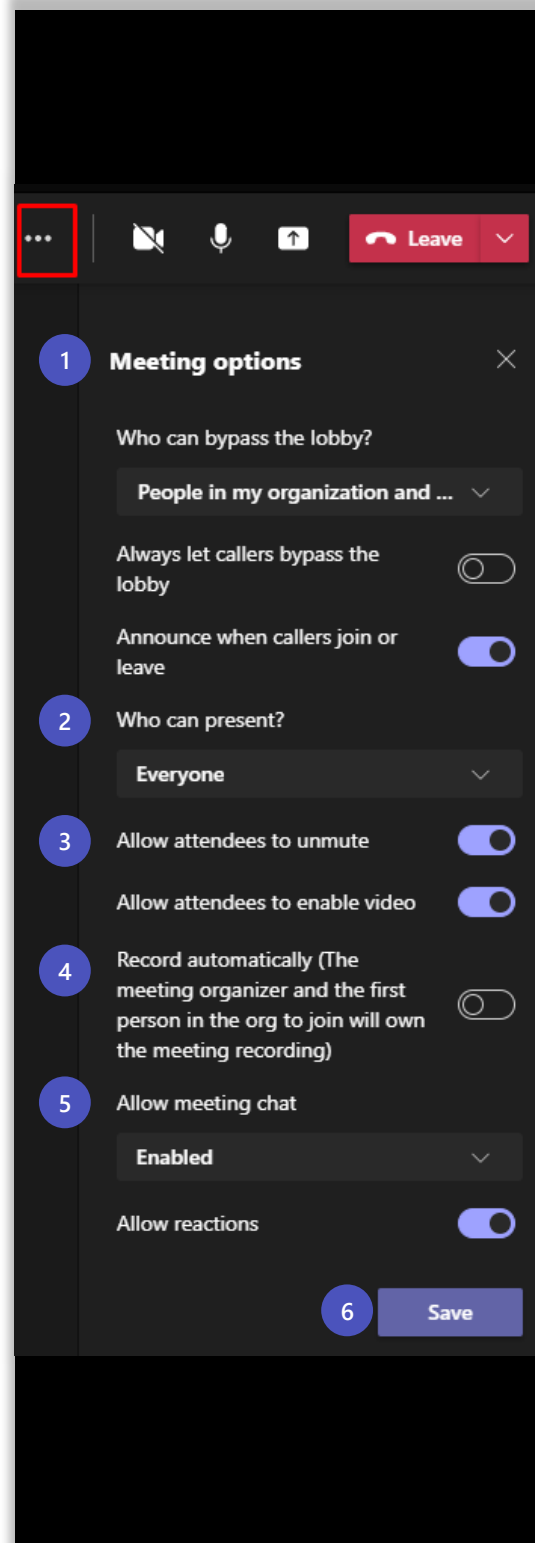 Leave
1 Meeting options
Who can bypass the lobby?
People in my organization and ...
Always let callers bypass the
lobby
Announce when callers join or
leave
2 Who can present?
Everyone
3 Allow attendees to unmute
Allow attendees to enable video
4 Record automatically (The
meeting organizer and the first
person in the org to join will own
the meeting recording)
5 Allow meeting chat
Enabled
Allow reactions
6 Save